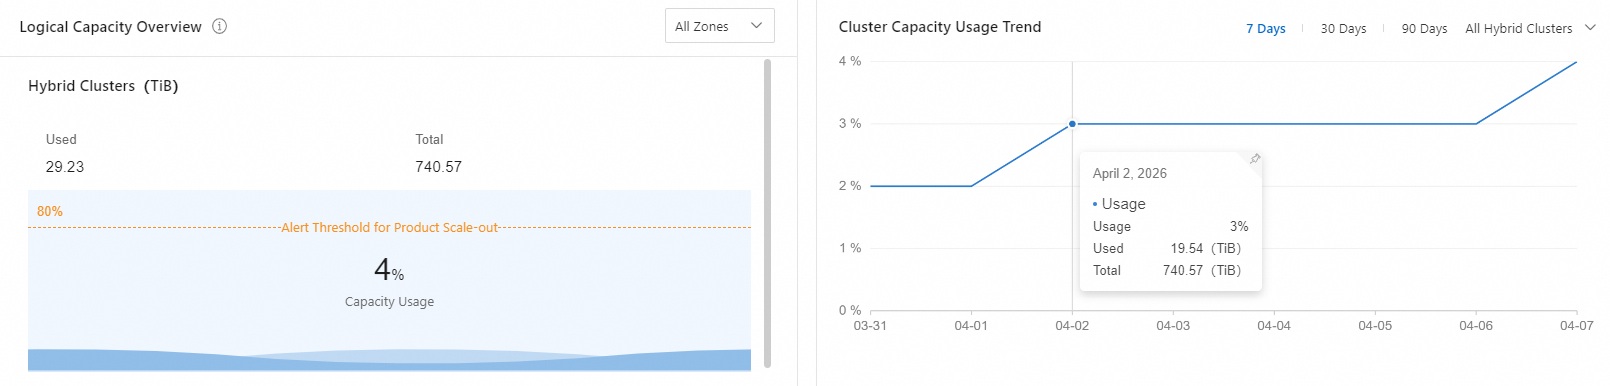 Logical Capacity Overview
All Zones
Hybrid Clusters (TiB)
Used
Total
29.23
740.57
80%
Alert Threshold for Product Scale-out
4%
Capacity Usage
Cluster Capacity Usage Trend
7 Days
30 Days
90 Days
All Hybrid Clusters
4 %
3 %
2 %
1 %
0 %
April 2, 2026
Usage
Usage 3%
Used 19.54 (TiB)
Total 740.57 (TiB)
03-31 04-01 04-02 04-03 04-04 04-05 04-06 04-07